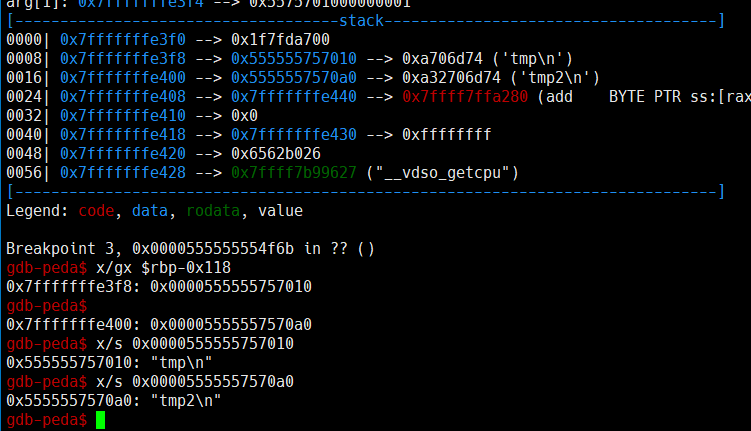 arg[1]: 0x7fffffffe3f4 --> 0x5575701000000001
[------------------------------------stack-------------------------------------]
0000| 0x7fffffffe3f0 --> 0x1f7fda700
0008| 0x7fffffffe3f8 --> 0x555555757010 --> 0xa706d74 ('tmp\n')
0016| 0x7fffffffe400 --> 0x5555557570a0 --> 0xa32706d74 ('tmp2\n')
0024| 0x7fffffffe408 --> 0x7fffffffe440 --> 0x7ffff7ffa280 (add    BYTE PTR ss:[rax
0032| 0x7fffffffe410 --> 0x0
0040| 0x7fffffffe418 --> 0x7fffffffe430 --> 0xffffffff
0048| 0x7fffffffe420 --> 0x6562b026
0056| 0x7fffffffe428 --> 0x7ffff7b99627 ("__vdso_getcpu")
[------------------------------------------------------------------------------]
Legend: code, data, rodata, value
Breakpoint 3, 0x0000555555554f6b in ?? ()
gdb-peda$ x/gx $rbp-0x118
0x7fffffffe3f8: 0x0000555555757010
gdb-peda$
0x7fffffffe400: 0x00005555557570a0
gdb-peda$ x/s 0x0000555555757010
0x555555757010: "tmp\n"
gdb-peda$ x/s 0x00005555557570a0
0x5555557570a0: "tmp2\n"
gdb-peda$